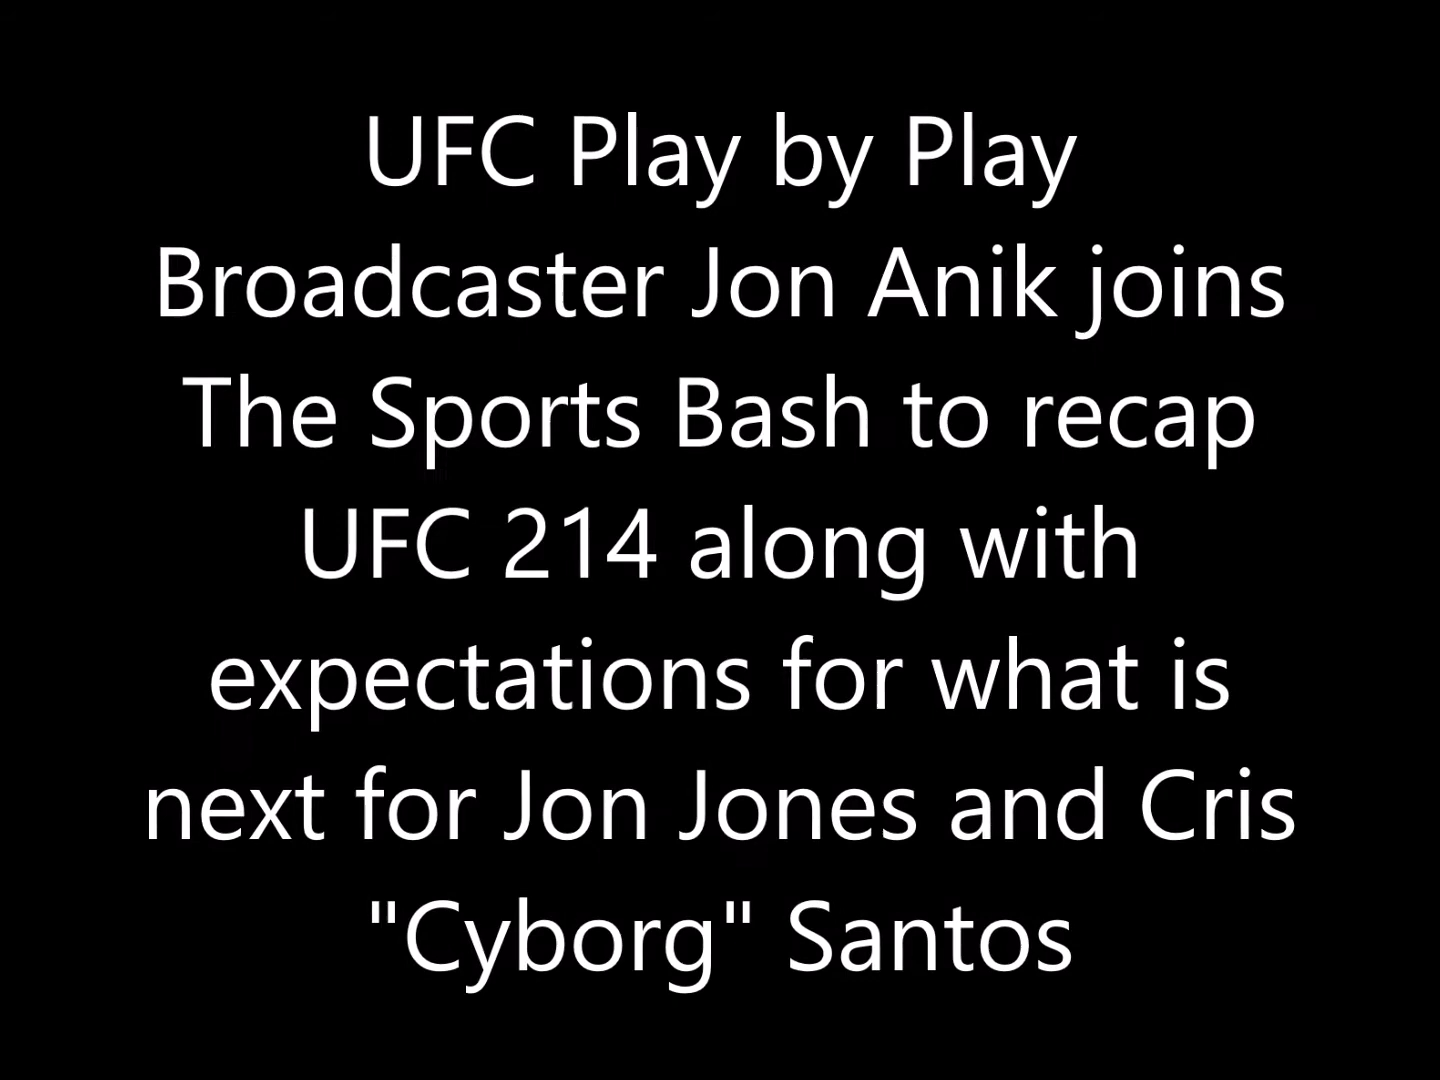 UFC Play by Play
Broadcaster Jon Anik joins
The Sports Bash to recap
UFC 214 along with
expectations for what is
next for Jon Jones and Cris
"Cyborg" Santos